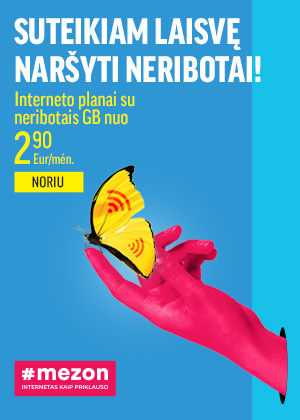 SUTEIKIAM LAISVĘ
NARŠYTI NERIBOTAI!
Interneto planai su
neribotais GB nuo
2 90 Eur/mėn.
NORIU
#mezon
INTERNETAS KAIP PRIKLAUSO